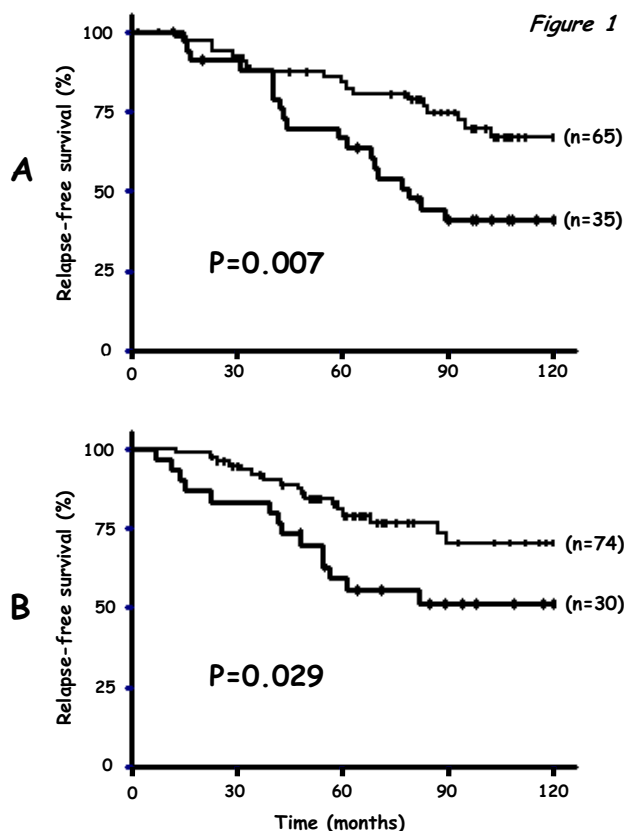 Figure 1
A
Relapse-free survival (%)
100
75
50
25
0
(n=65)
(n=35)
P=0.007
0 30 60 90 120
B
Relapse-free survival (%)
100
75
50
25
0
(n=74)
(n=30)
P=0.029
0 30 60 90 120
Time (months)